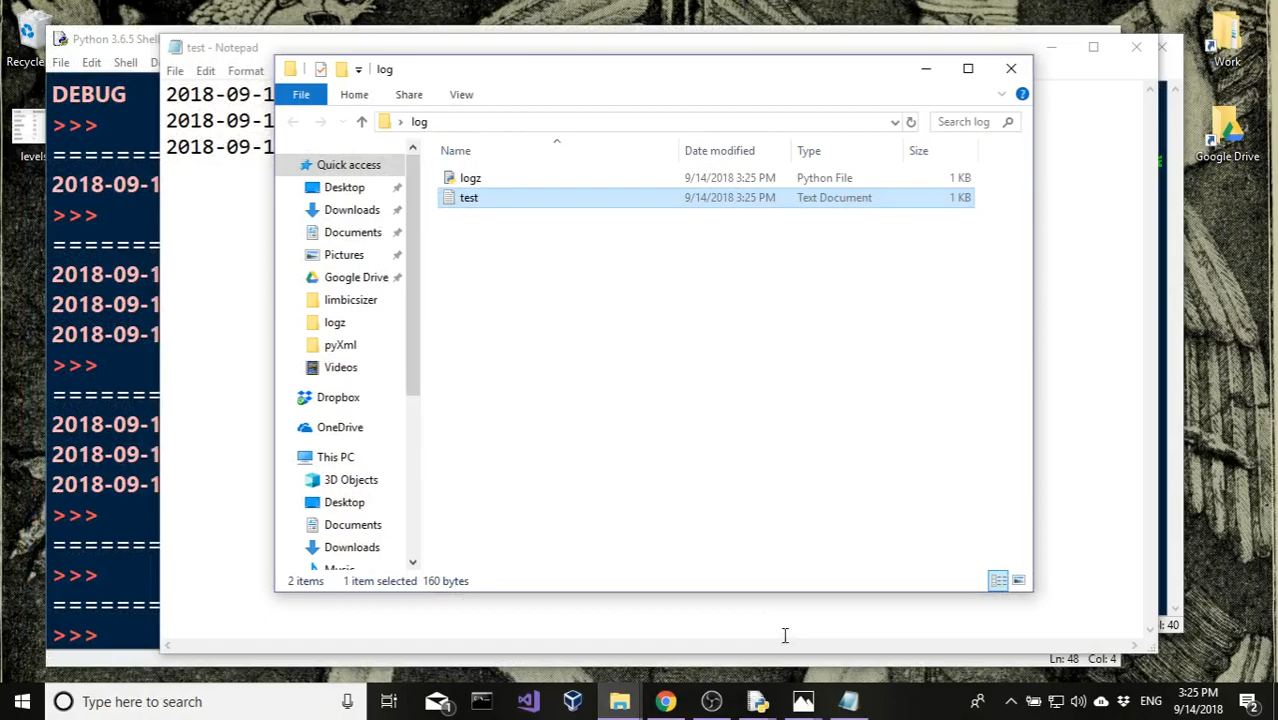 Recycle
Python 3.6.5 Shell
test - Notepad
File Edit Shell
File Edit Format
DEBUG
>>>
2018-09-1
>>>
2018-09-1
2018-09-1
2018-09-1
>>>
2018-09-1
2018-09-1
2018-09-1
>>>
>>>
>>>
levels
2018-09-1
2018-09-1
2018-09-1
log
File Home Share View
log
Search log
Name Date modified Type Size
logz 9/14/2018 3:25 PM Python File 1 KB
test 9/14/2018 3:25 PM Text Document 1 KB
Quick access
Desktop
Downloads
Documents
Pictures
Google Drive
limbicsizer
logz
pyXml
Videos
Dropbox
OneDrive
This PC
3D Objects
Desktop
Documents
Downloads
Music
2 items 1 item selected 160 bytes
l: 40
Ln: 48 Col: 4
Work
Google Drive
Type here to search
ENG
3:25 PM
9/14/2018